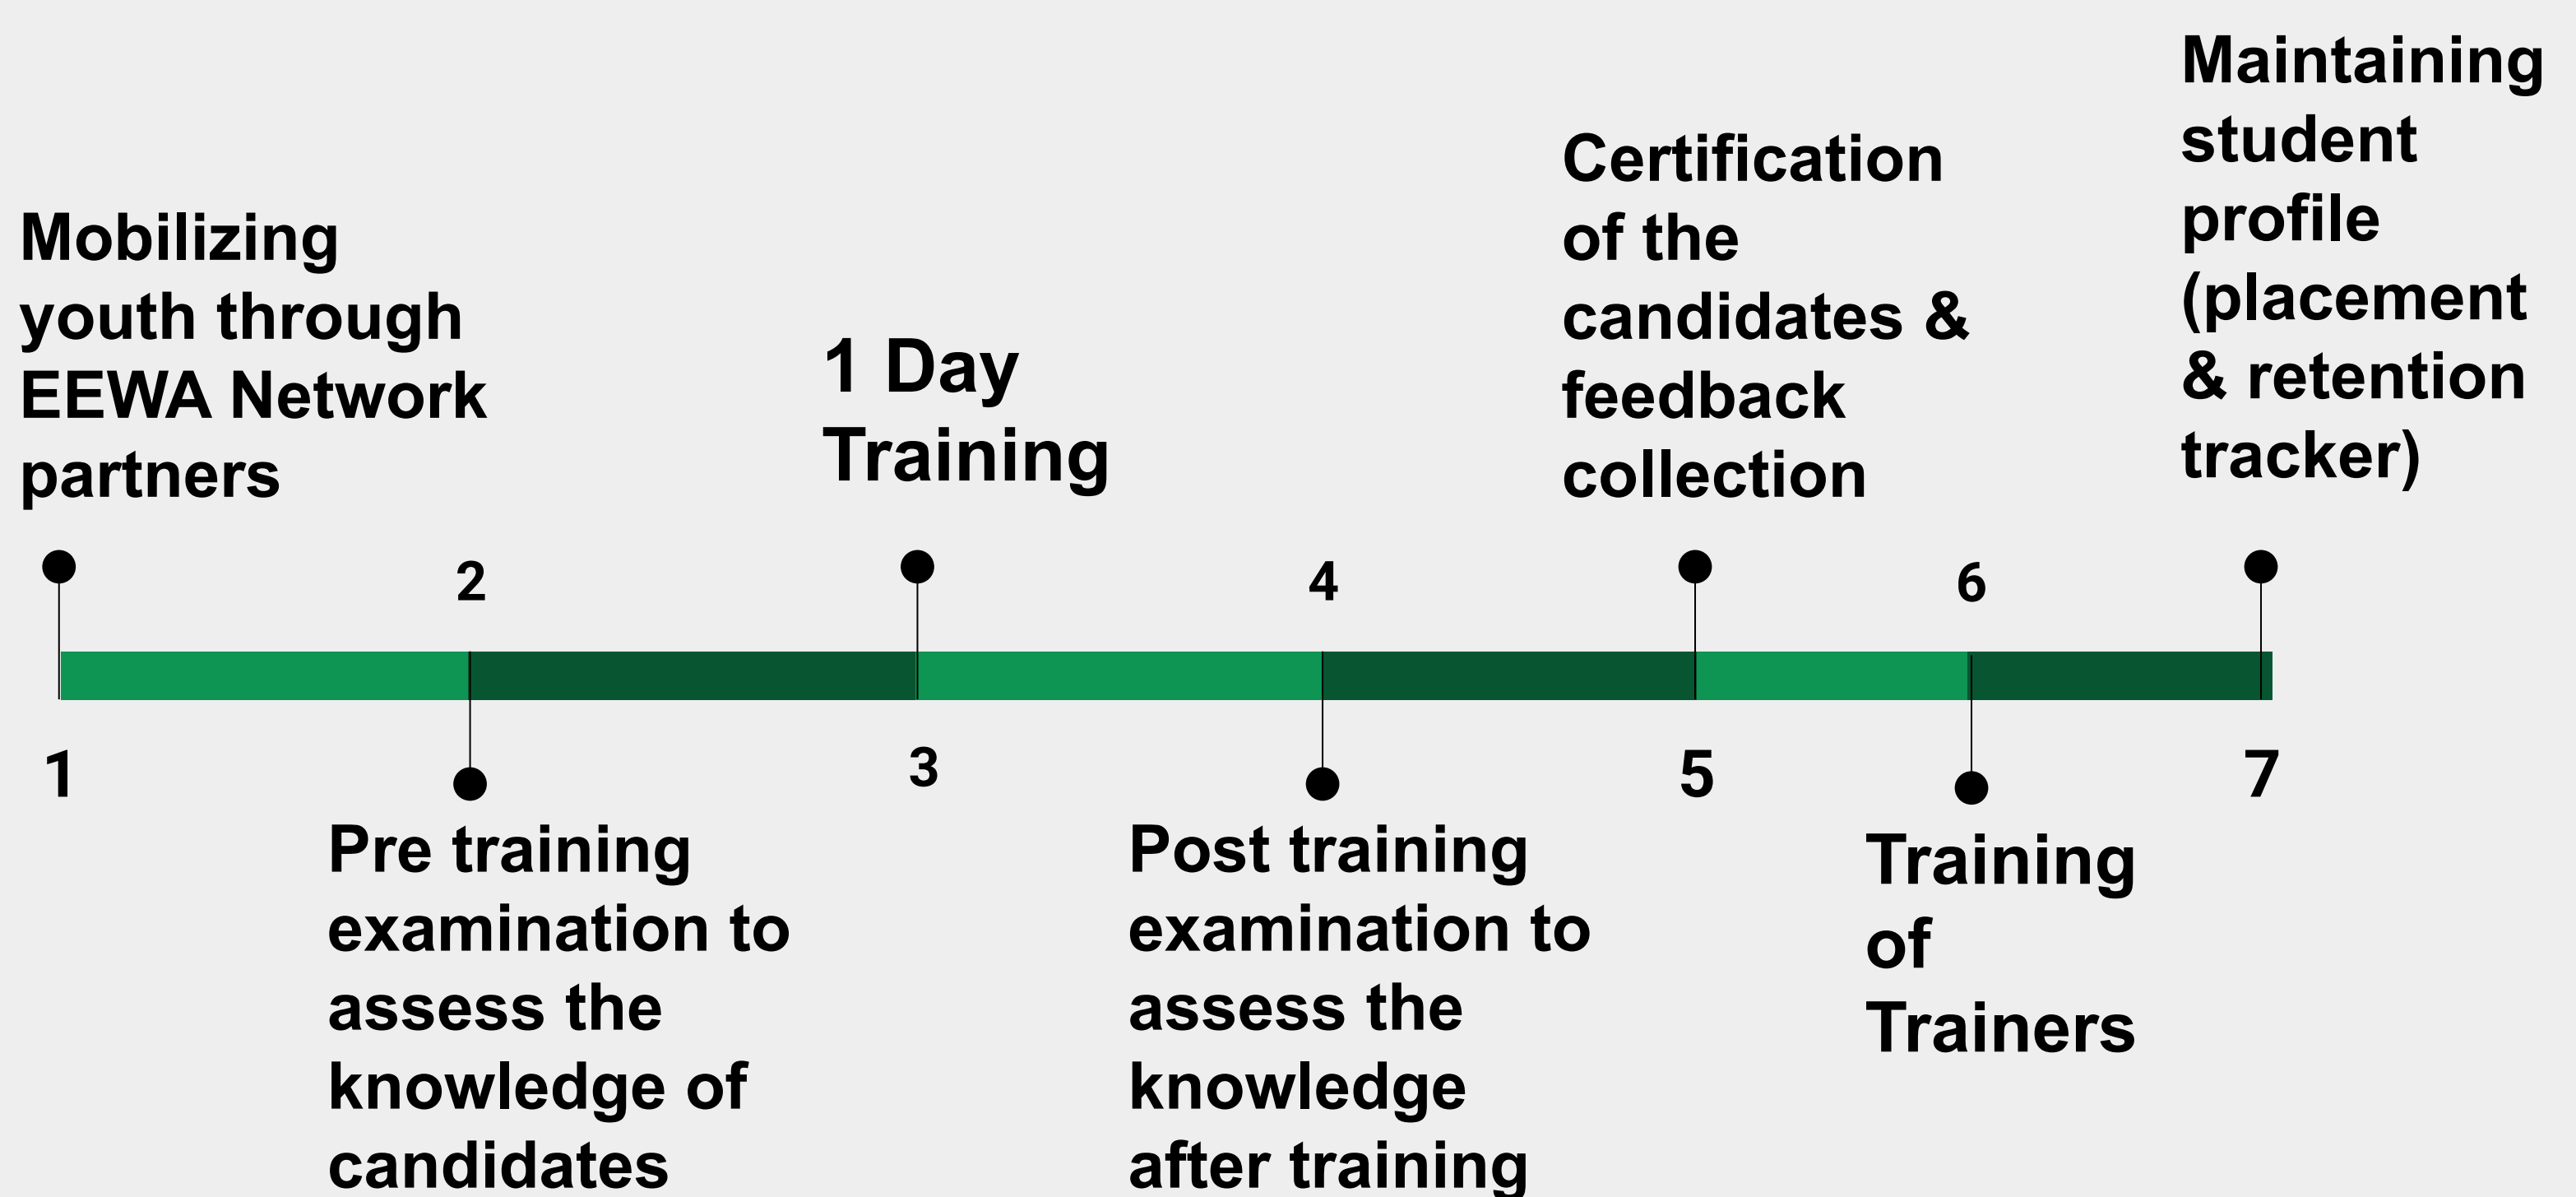 Mobilizing
youth through
EEWA Network
partners
1
2
Pre training
examination to
assess the
knowledge of
candidates
1 Day
Training
3
4
Post training
examination to
assess the
knowledge
after training
Certification
of the
candidates &
feedback
collection
5
6
Training
of
Trainers
Maintaining
student
profile
(placement
& retention
tracker)
7